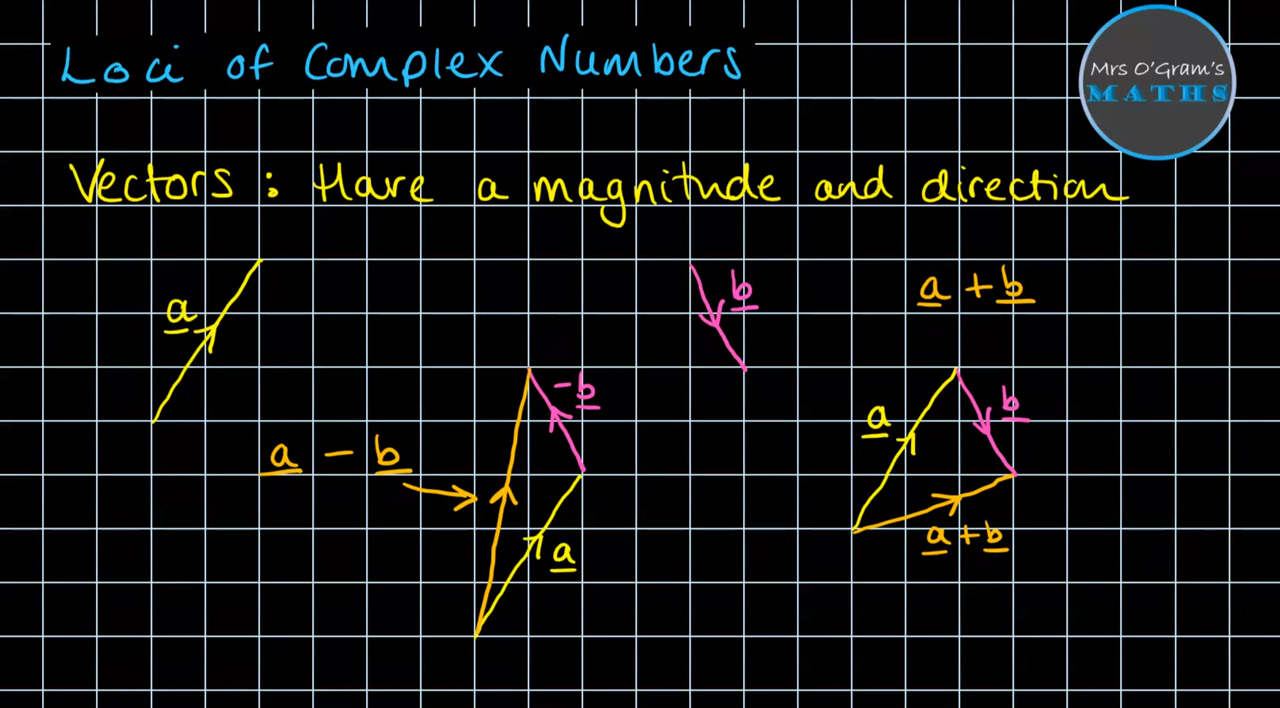 Loci of Complex Numbers
Mrs O'Gram's
MATHS
Vectors : Have a magnitude and direction
a
b
a + b
-b
a
b
a - b
a
a + b